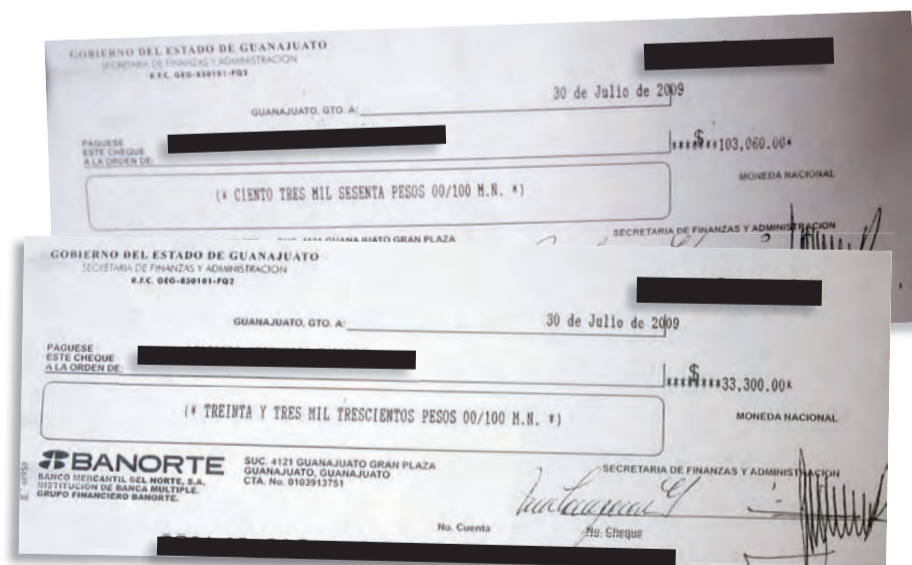 GOBIERNO DEL ESTADO DE GUANAJUATO
SECRETARIA DE FINANZAS Y ADMINISTRACION
R.F.C. GEG-850101-FQ2
30 de Julio de 2009
GUANAJUATO, GTO. A:
PAGUESE
ESTE CHEQUE
A LA ORDEN DE:
$
*******103,060.00*
(* CIENTO TRES MIL SESENTA PESOS 00/100 M.N. *)
MONEDA NACIONAL
SUC. 4121 GUANAJUATO GRAN PLAZA
SECRETARIA DE FINANZAS Y ADMINISTRACION
GOBIERNO DEL ESTADO DE GUANAJUATO
SECRETARIA DE FINANZAS Y ADMINISTRACION
R.F.C. GEG-850101-FQ2
GUANAJUATO, GTO. A:
30 de Julio de 2009
PAGUESE
ESTE CHEQUE
A LA ORDEN DE:
$
********33,300.00*
(* TREINTA Y TRES MIL TRESCIENTOS PESOS 00/100 M.N. *)
MONEDA NACIONAL
BANORTE
BANCO MERCANTIL DEL NORTE, S.A.
INSTITUCION DE BANCA MULTIPLE.
GRUPO FINANCIERO BANORTE.
SUC. 4121 GUANAJUATO GRAN PLAZA
GUANAJUATO, GUANAJUATO
CTA. No. 0103913751
SECRETARIA DE FINANZAS Y ADMINISTRACION
No. Cuenta
No. Cheque